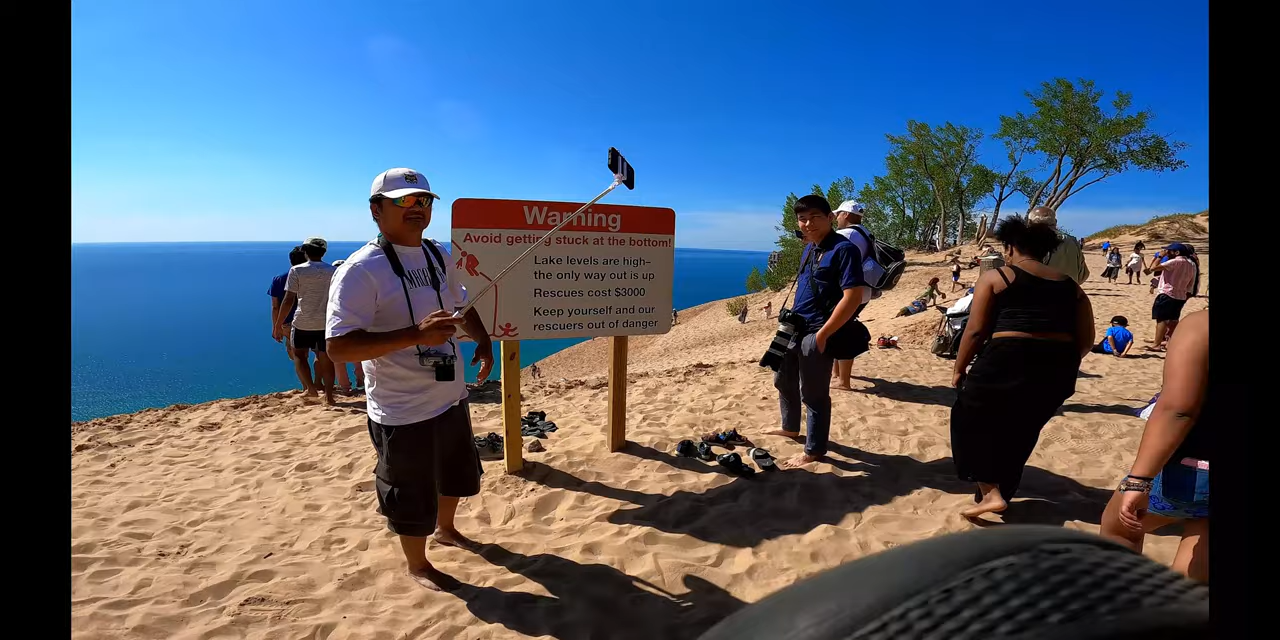 Warning
Avoid getting stuck at the bottom!
Lake levels are high–
the only way out is up
Rescues cost $3000
Keep yourself and our
rescuers out of danger